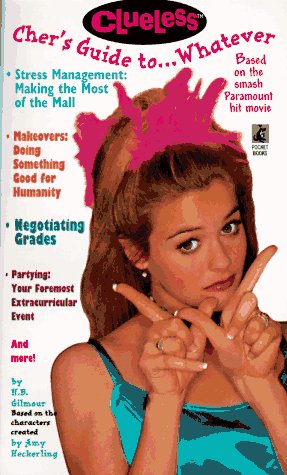 CLUELESS™
Cher's Guide to...Whatever
Based
on the
smash
Paramount
hit movie
POCKET
BOOKS
• Stress Management:
Making the Most
of the Mall
• Makeovers:
Doing
Something
Good for
Humanity
• Negotiating
Grades
• Partying:
Your Foremost
Extracurricular
Event
And
more!
by
H.B.
Gilmour
Based on the
characters
created
by Amy
Heckerling